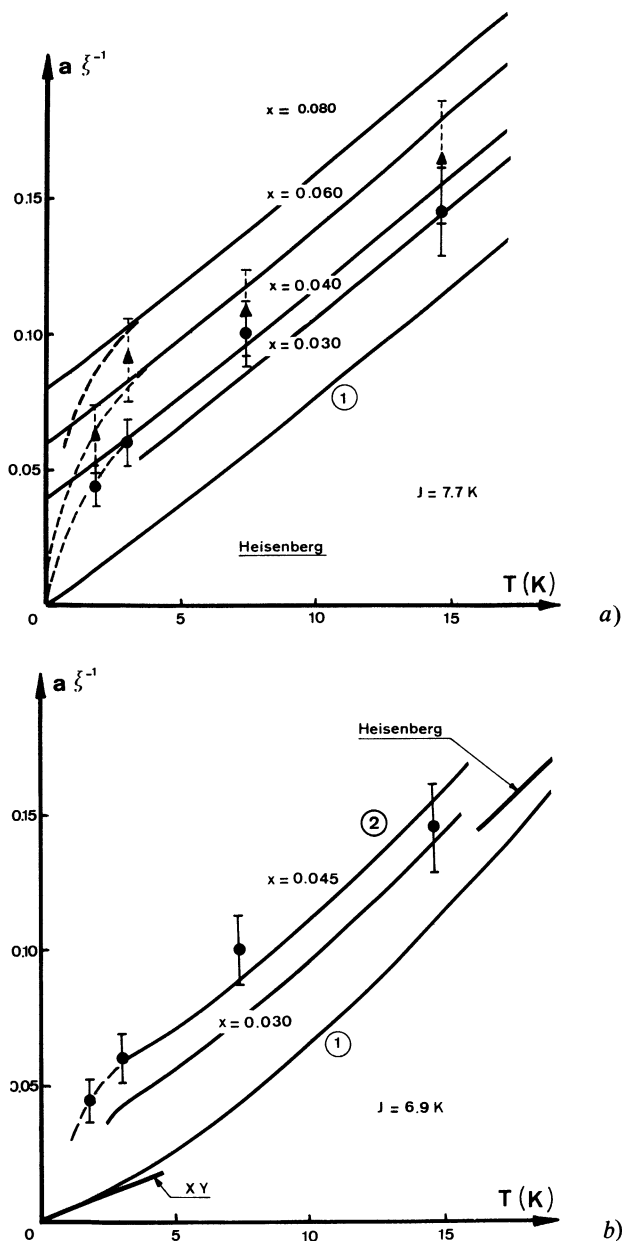 a ξ⁻¹
x = 0.080
0.15
x = 0.060
x = 0.040
0.10
x = 0.030
1
0.05
J = 7.7 K
Heisenberg
T (K)
0
5
10
15
a)
a ξ⁻¹
Heisenberg
0.15
2
x = 0.045
0.10
x = 0.030
1
0.05
J = 6.9 K
XY
T (K)
0
5
10
15
b)